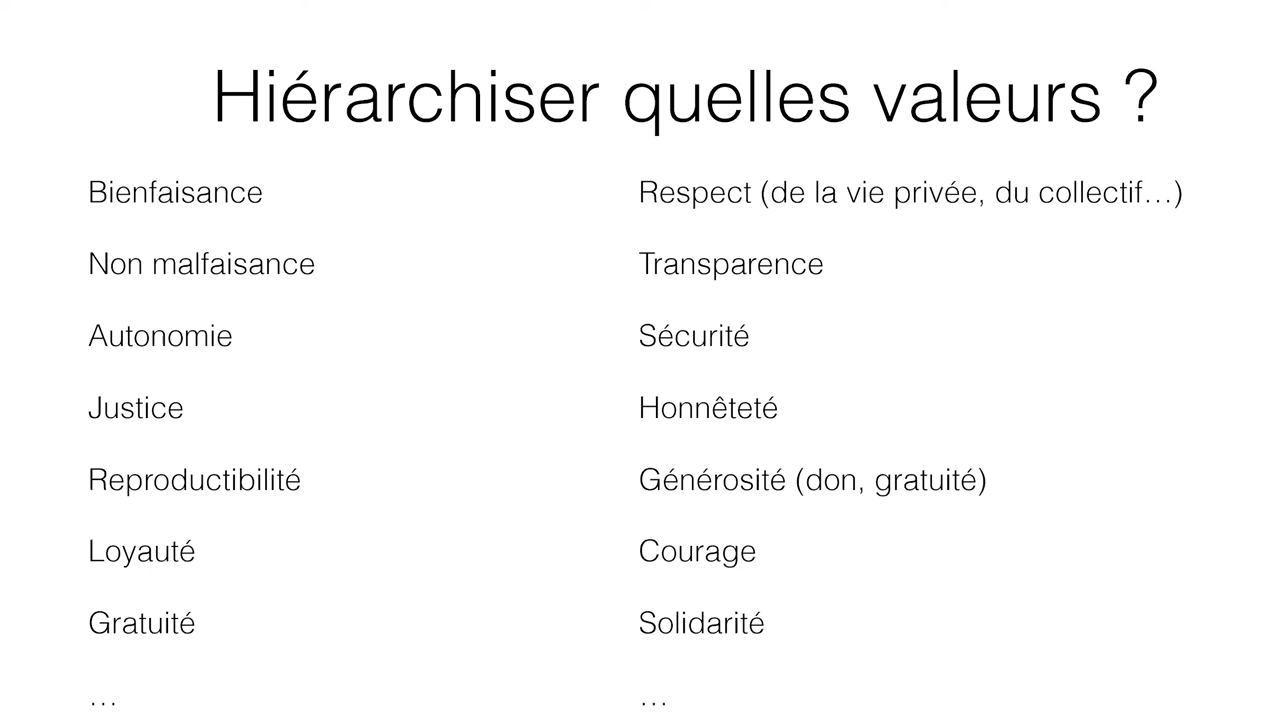 Hiérarchiser quelles valeurs ?
Bienfaisance
Non malfaisance
Autonomie
Justice
Reproductibilité
Loyauté
Gratuité
…
Respect (de la vie privée, du collectif…)
Transparence
Sécurité
Honnêteté
Générosité (don, gratuité)
Courage
Solidarité
…